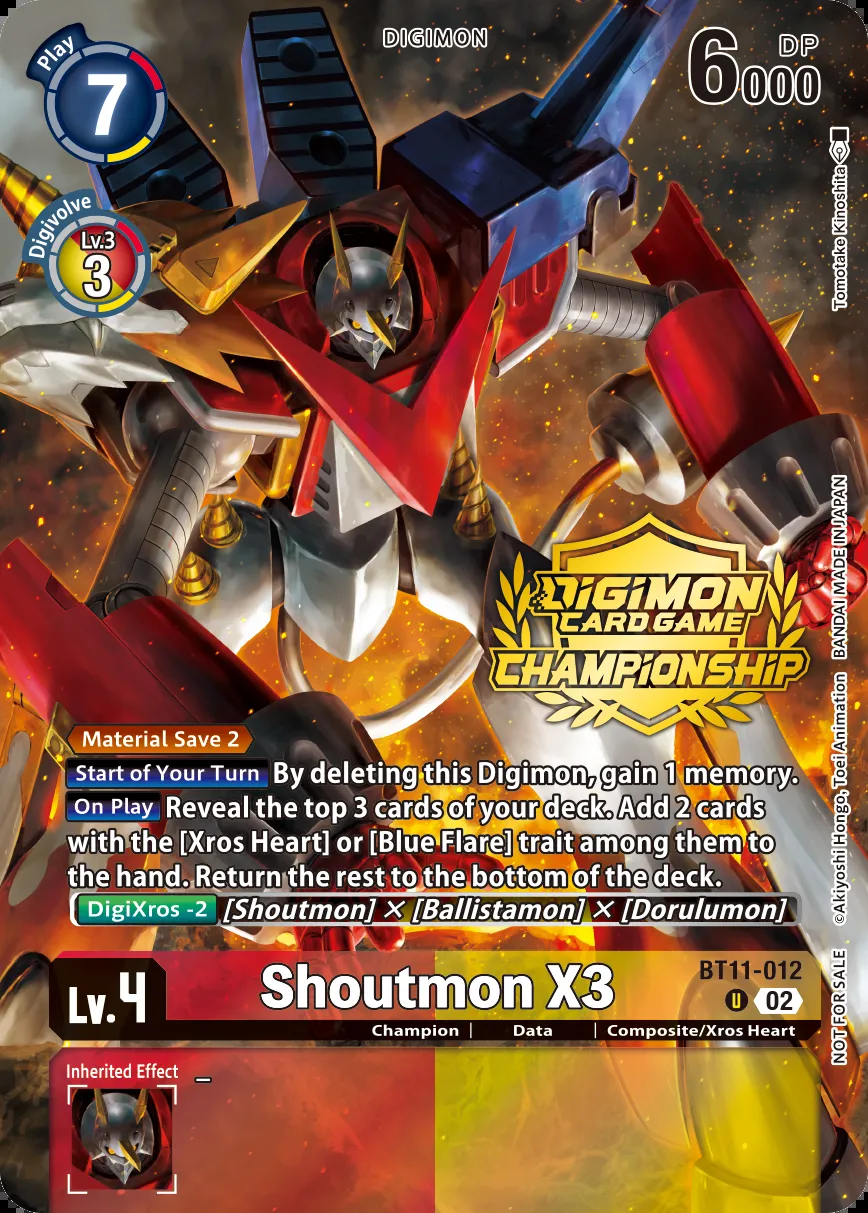 Play
7
DIGIMON
6000
DP
Digivolve
Lv.3
3
Tomotake Kinoshita
DIGIMON
CARD GAME
CHAMPIONSHIP
©Akiyoshi Hongo, Toei Animation BANDAI MADE IN JAPAN
NOT FOR SALE
Material Save 2
Start of Your Turn By deleting this Digimon, gain 1 memory.
On Play Reveal the top 3 cards of your deck. Add 2 cards
with the [Xros Heart] or [Blue Flare] trait among them to
the hand. Return the rest to the bottom of the deck.
DigiXros -2 [Shoutmon] × [Ballistamon] × [Dorulumon]
Lv.4
Shoutmon X3
BT11-012
U 02
Champion | Data | Composite/Xros Heart
Inherited Effect –